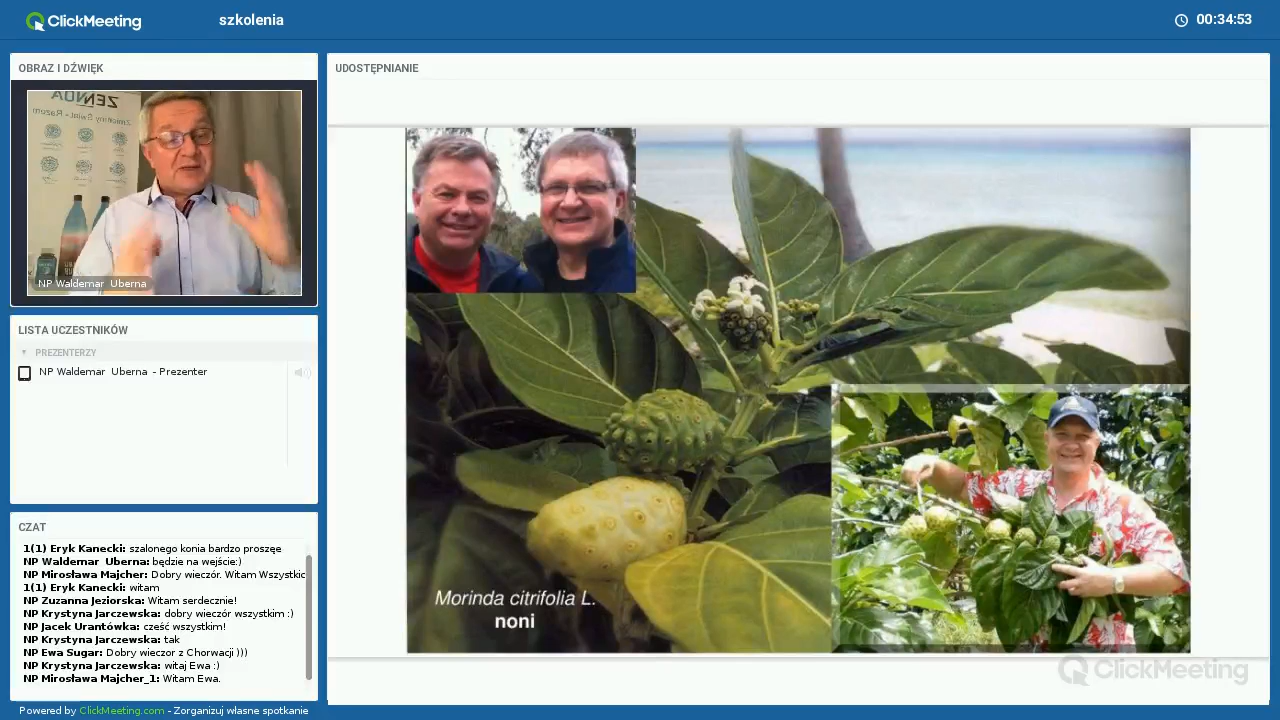 ClickMeeting
szkolenia
00:34:53
OBRAZ I DŹWIĘK
NP Waldemar Uberna
LISTA UCZESTNIKÓW
PREZENTERZY
NP Waldemar Uberna - Prezenter
CZAT
1(1) Eryk Kanecki: szalonego konia bardzo proszęe
NP Waldemar Uberna: będzie na wejście:)
NP Mirosława Majcher: Dobry wieczór. Witam Wszystkic
1(1) Eryk Kanecki: witam
NP Zuzanna Jeziorska: Witam serdecznie!
NP Krystyna Jarczewska: dobry wieczór wszystkim :)
NP Jacek Urantówka: cześć wszystkim!
NP Krystyna Jarczewska: tak
NP Ewa Sugar: Dobry wieczor z Chorwacji )))
NP Krystyna Jarczewska: witaj Ewa :)
NP Mirosława Majcher_1: Witam Ewa.
Powered by ClickMeeting.com - Zorganizuj własne spotkanie
UDOSTĘPNIANIE
Morinda citrifolia L.
noni
ClickMeeting